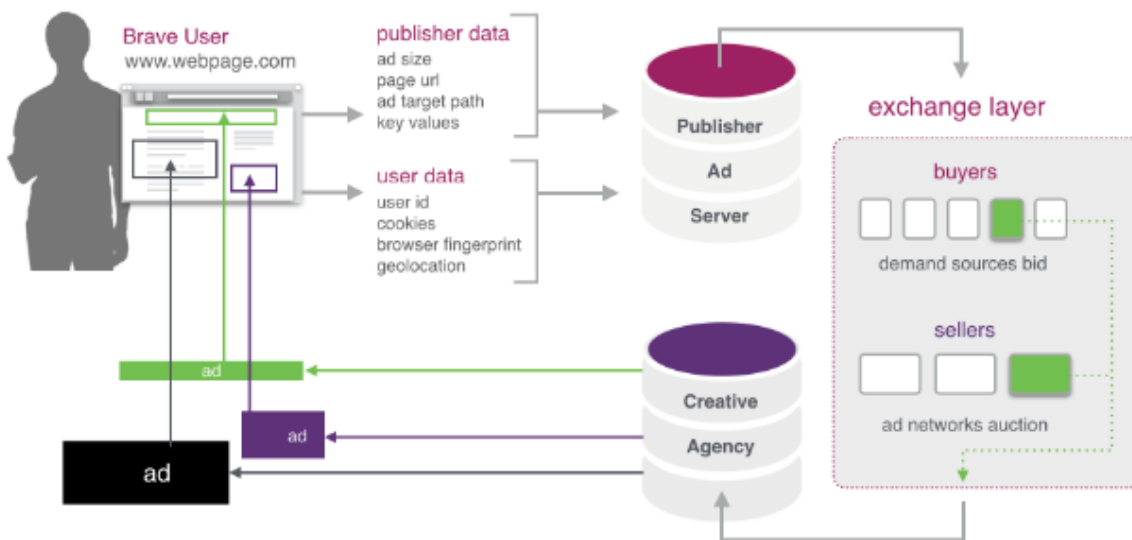 Brave User
www.webpage.com
publisher data
ad size
page url
ad target path
key values
user data
user id
cookies
browser fingerprint
geolocation
Publisher
Ad
Server
exchange layer
buyers
demand sources bid
sellers
ad networks auction
Creative
Agency
ad
ad
ad